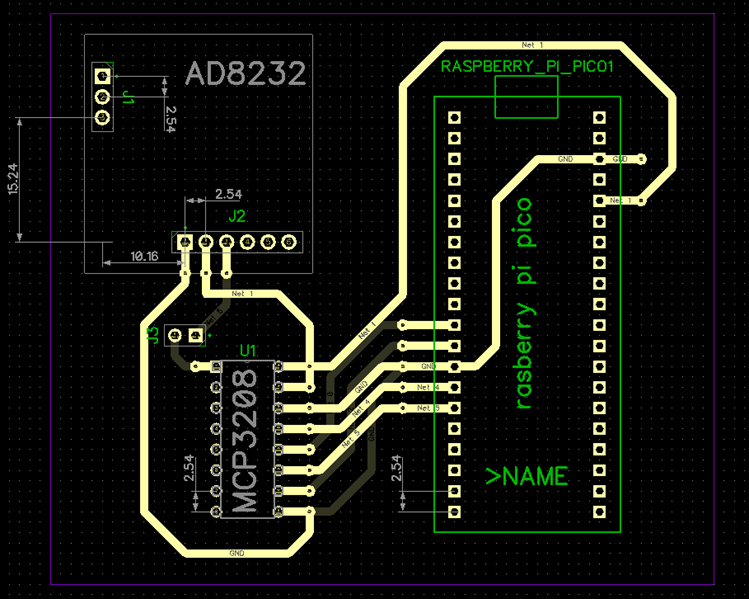 Net 1
RASPBERRY_PI_PICO1
AD8232
J1
2.54
GND
GND
15.24
Net 1
2.54
J2
rasberry pi pico
10.16
Net 1
J3
Net 1
U1
GND
GND
Net 4
Net 4
Net 5
Net 5
MCP3208
2.54
2.54
>NAME
GND